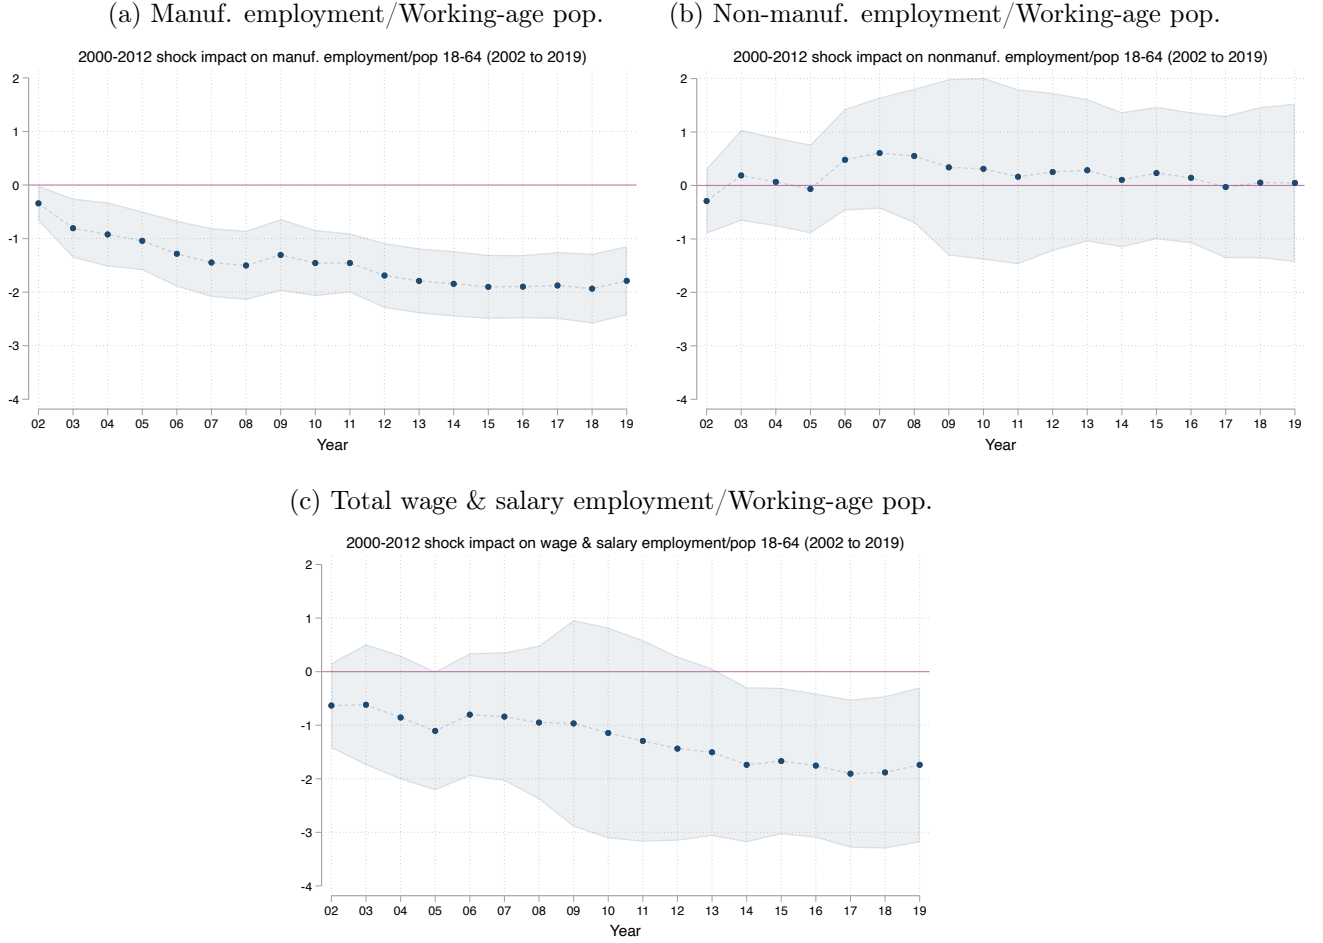 (a) Manuf. employment/Working-age pop.
2000-2012 shock impact on manuf. employment/pop 18-64 (2002 to 2019)
2
1
0
-1
-2
-3
-4
02 03 04 05 06 07 08 09 10 11 12 13 14 15 16 17 18 19
Year
(b) Non-manuf. employment/Working-age pop.
2000-2012 shock impact on nonmanuf. employment/pop 18-64 (2002 to 2019)
2
1
0
-1
-2
-3
-4
02 03 04 05 06 07 08 09 10 11 12 13 14 15 16 17 18 19
Year
(c) Total wage & salary employment/Working-age pop.
2000-2012 shock impact on wage & salary employment/pop 18-64 (2002 to 2019)
2
1
0
-1
-2
-3
-4
02 03 04 05 06 07 08 09 10 11 12 13 14 15 16 17 18 19
Year